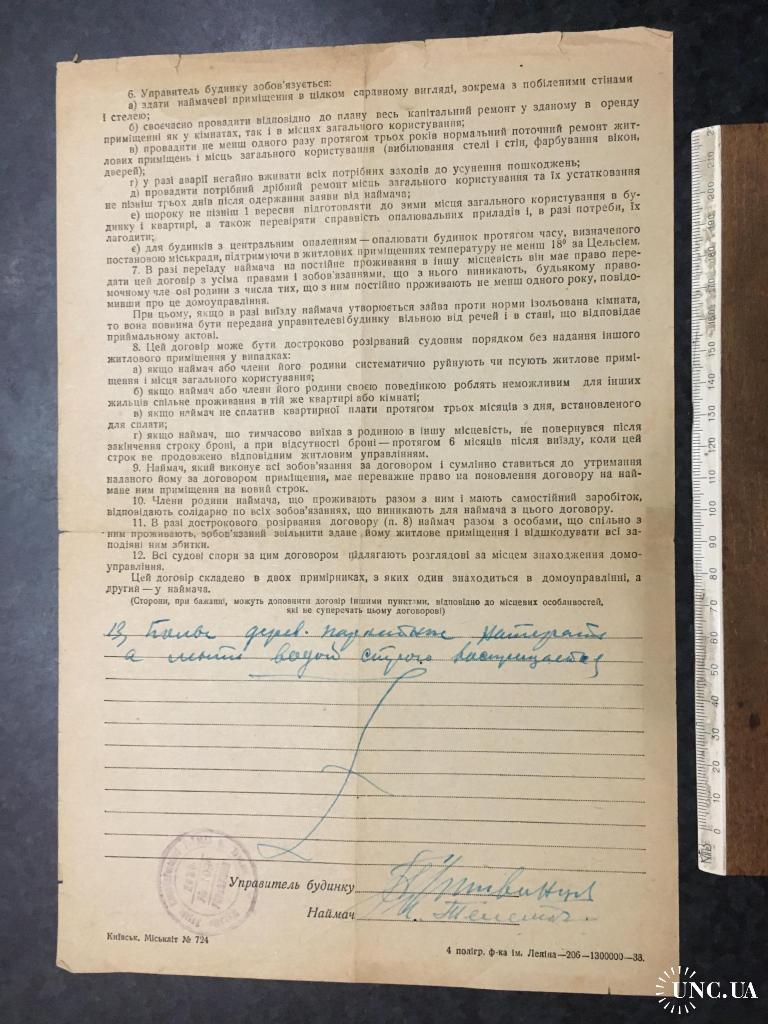 6. Управитель будинку зобов'язується:
а) здати наймачеві приміщення в цілком справному вигляді, зокрема з побіленими стінами
і стелею;
б) своєчасно провадити відповідно до плану весь капітальний ремонт у зданому в оренду
приміщенні як у кімнатах, так і в місцях загального користування;
в) провадити не менш одного разу протягом трьох років нормальний поточний ремонт жит-
лових приміщень і місць загального користування (вибілювання стелі і стін, фарбування вікон,
дверей);
г) у разі аварії негайно вживати всіх потрібних заходів до усунення пошкоджень;
д) провадити потрібний дрібний ремонт місць загального користування та їх устатковання
не пізніш трьох днів після одержання заяви від наймача;
е) щороку не пізніш 1 вересня підготовляти до зими місця загального користування в бу-
динку і квартирі, а також перевіряти справність опалювальних приладів і, в разі потреби, їх
лагодити;
є) для будинків з центральним опаленням—опалювати будинок протягом часу, визначеного
постановою міськради, підтримуючи в житлових приміщеннях температуру не менш 18⁰ за Цельсієм.
7. В разі переїзду наймача на постійне проживання в іншу місцевість він має право пере-
дати цей договір з усіма правами і зобов'язаннями, що з нього виникають, будьякому право-
мочному члє ові родини з числа тих, що з ним постійно проживають не менш одного року, повідо-
мивши про це домоуправління.
При цьому, якщо в разі виїзду наймача утворюється зайва проти норми ізольована кімната,
то вона повинна бути передана управителеві будинку вільною від речей і в стані, що відповідає
приймальному актові.
8. Цей договір може бути достроково розірваний судовим порядком без надання іншого
житлового приміщення у випадках:
а) якщо наймач або члени його родини систематично руйнують чи псують житлове примі-
щення і місця загального користування;
б) якщо наймач або члени його родини своєю поведінкою роблять неможливим для інших
жильців спільне проживання в тій же квартирі або кімнаті;
в) якщо наймач не сплатив квартирної плати протягом трьох місяців з дня, встановленого
для сплати;
г) якщо наймач, що тимчасово виїхав з родиною в іншу місцевість, не повернувся після
закінчення строку броні, а при відсутності броні—протягом 6 місяців після виїзду, коли цей
строк не продовжено відповідним житловим управлінням.
9. Наймач, який виконує всі зобов'язання за договором і сумлінно ставиться до утримання
наданого йому за договором приміщення, має переважне право на поновлення договору на най-
мане ним приміщення на новий строк.
10. Члени родини наймача, що проживають разом з ним і мають самостійний заробіток,
відповідають солідарно по всіх зобов'язаннях, що виникають для наймача з цього договору.
11. В разі дострокового розірвання договору (п. 8) наймач разом з особами, що спільно з
ним проживають, зобов'язаний звільнити здане йому житлове приміщення і відшкодувати всі за-
подіяні ним збитки.
12. Всі судові спори за цим договором підлягають розглядові за місцем знаходження домо-
управління.
Цей договір складено в двох примірниках, з яких один знаходиться в домоуправлінні, а
другий—у наймача.
(Сторони, при бажанні, можуть доповнити договір іншими пунктами, відповідно до місцевих особливостей,
які не суперечать цьому договорові)
13, натирать
а водой строго
Управитель будинку
Наймач
Київськ. Міськліт № 724
4 полігр. ф-ка ім. Леніна—206—1300000—38.
UNC.UA